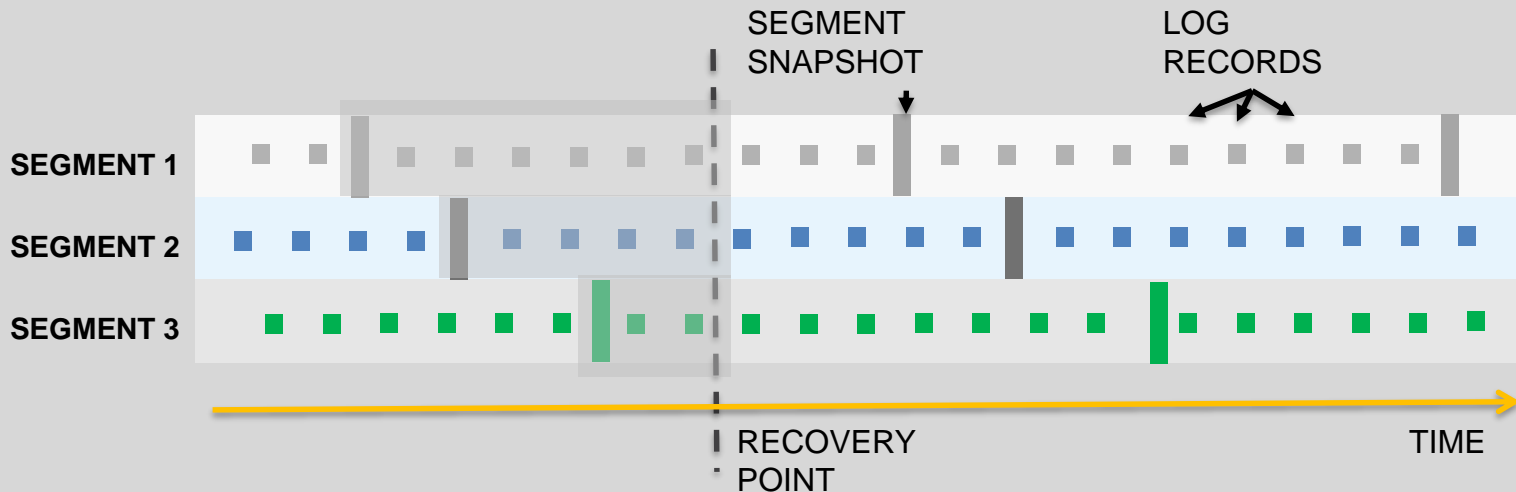 SEGMENT
SNAPSHOT
LOG
RECORDS
SEGMENT 1
SEGMENT 2
SEGMENT 3
RECOVERY
POINT
TIME